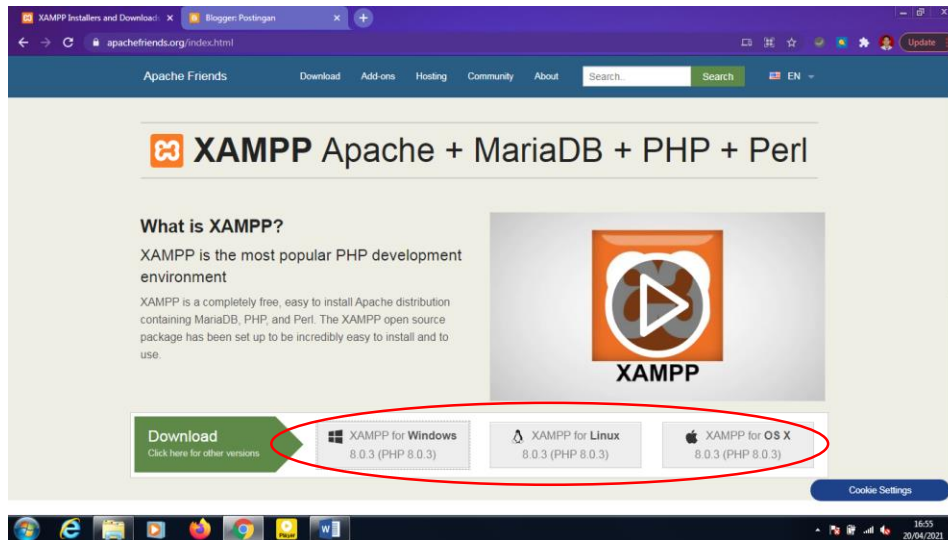 XAMPP Installers and Download
Blogger: Postingan
apachefriends.org/index.html
Update
Apache Friends
Download
Add-ons
Hosting
Community
About
Search..
Search
EN
XAMPP Apache + MariaDB + PHP + Perl
What is XAMPP?
XAMPP is the most popular PHP development
environment
XAMPP is a completely free, easy to install Apache distribution
containing MariaDB, PHP, and Perl. The XAMPP open source
package has been set up to be incredibly easy to install and to
use.
XAMPP
Download
Click here for other versions
XAMPP for Windows
8.0.3 (PHP 8.0.3)
XAMPP for Linux
8.0.3 (PHP 8.0.3)
XAMPP for OS X
8.0.3 (PHP 8.0.3)
Cookie Settings
Player
W
16:55
20/04/2021